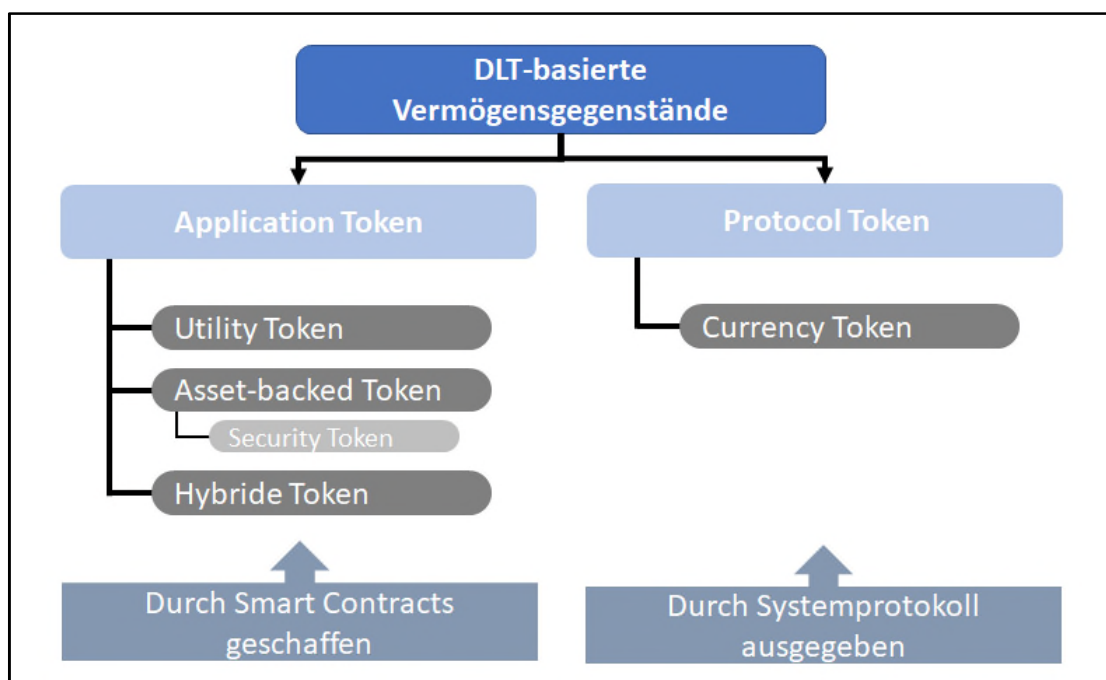 DLT-basierte
Vermögensgegenstände
Application Token
Protocol Token
Utility Token
Currency Token
Asset-backed Token
Security Token
Hybride Token
Durch Smart Contracts
geschaffen
Durch Systemprotokoll
ausgegeben